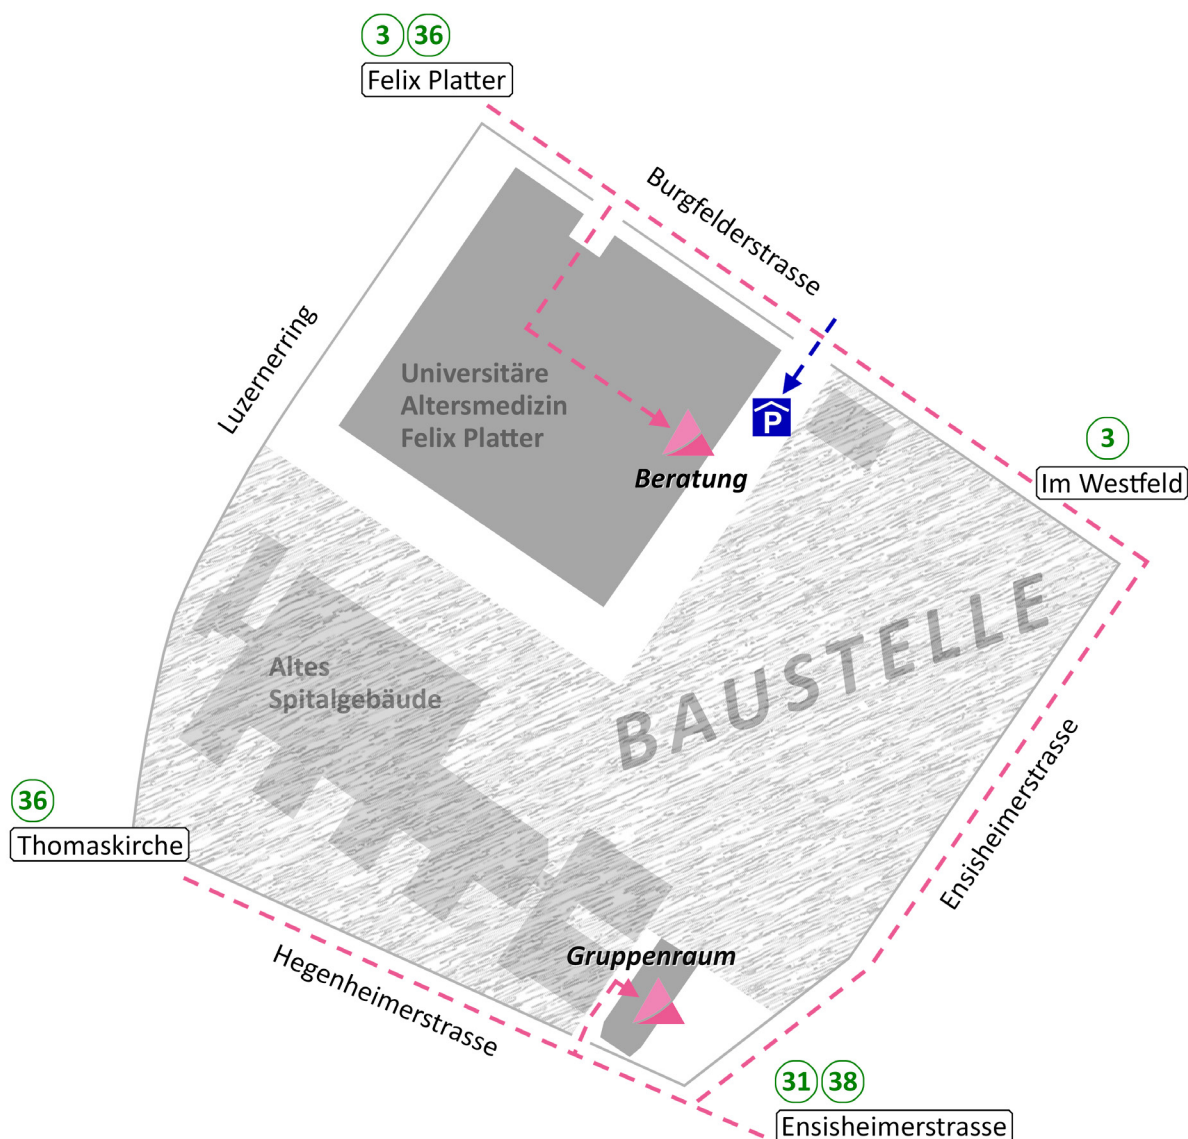 3 36
Felix Platter
Burgfelderstrasse
Luzernerring
Universitäre
Altersmedizin
Felix Platter
P
Beratung
3
Im Westfeld
BAUSTELLE
Altes
Spitalgebäude
Ensisheimerstrasse
36
Thomaskirche
Gruppenraum
Hegenheimerstrasse
31 38
Ensisheimerstrasse